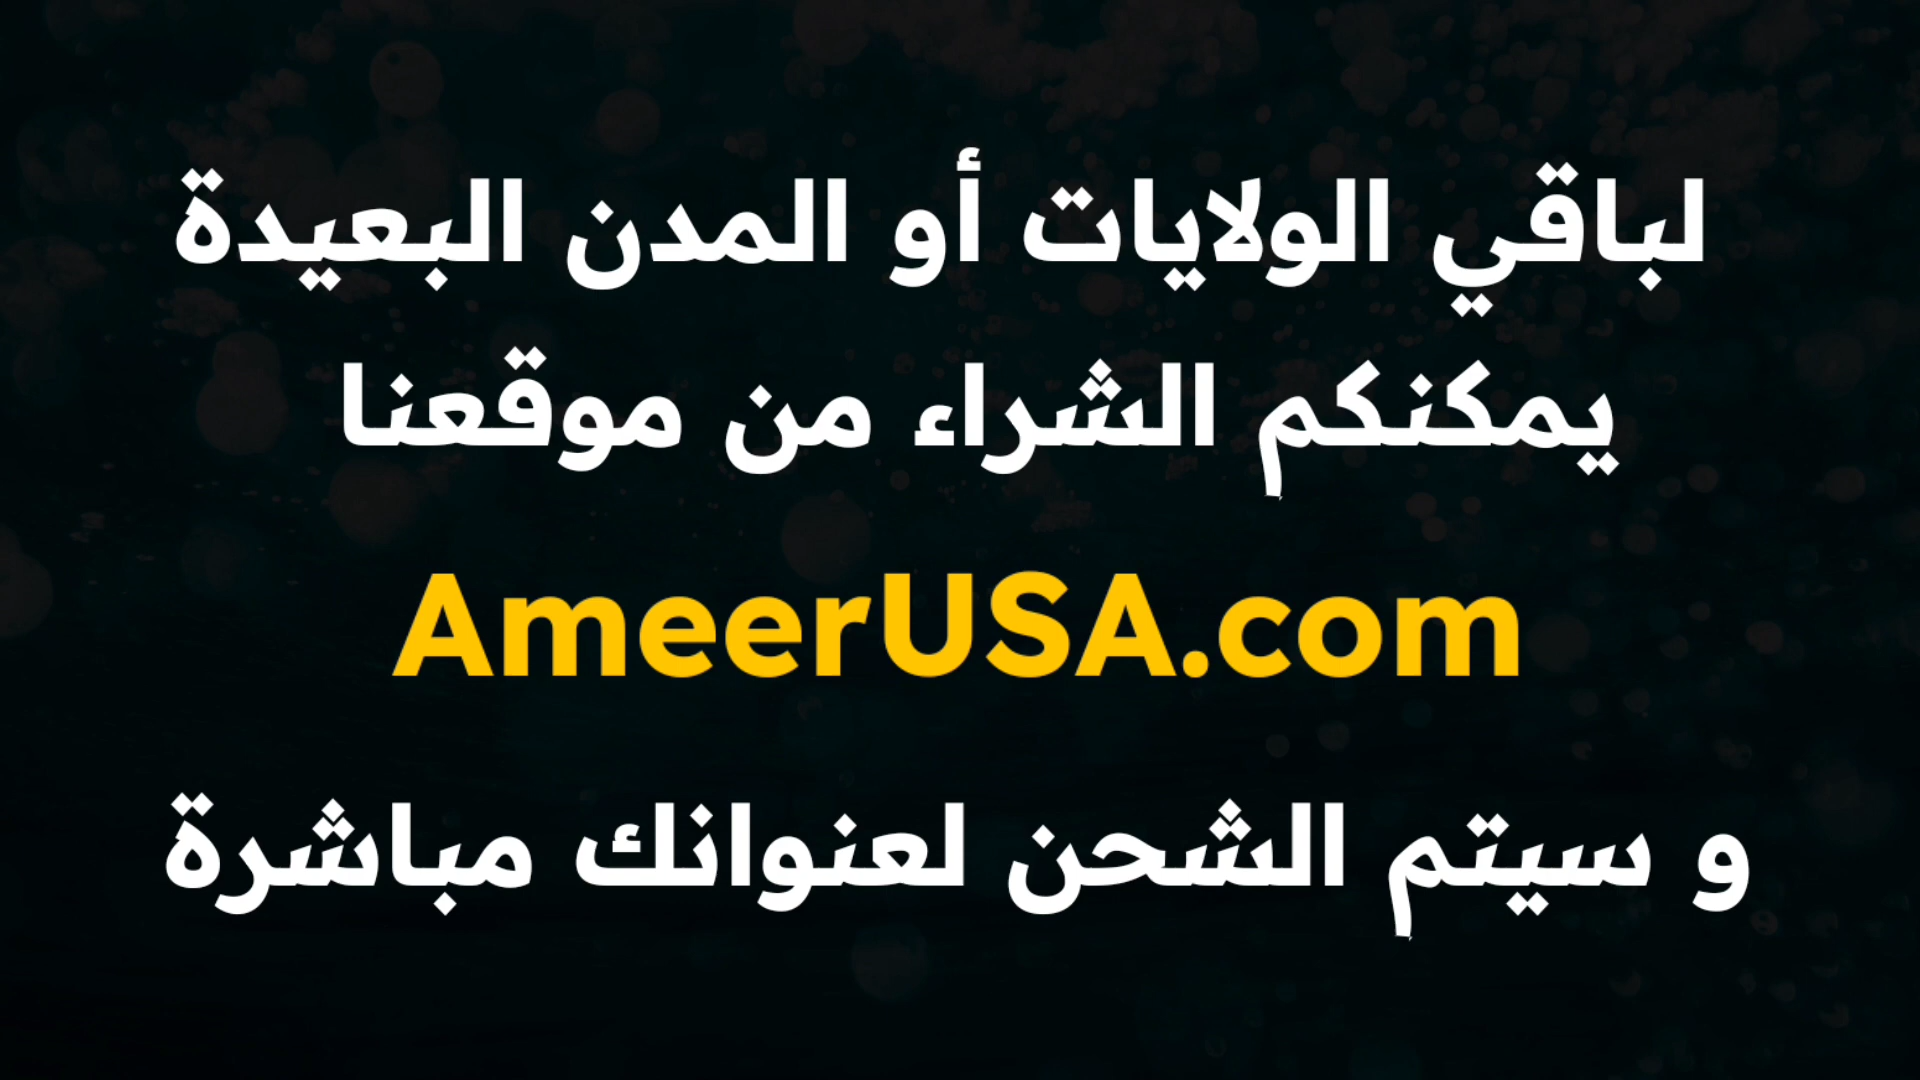 لباقي الولايات أو المدن البعيدة
يمكنكم الشراء من موقعنا
AmeerUSA.com
و سيتم الشحن لعنوانك مباشرة